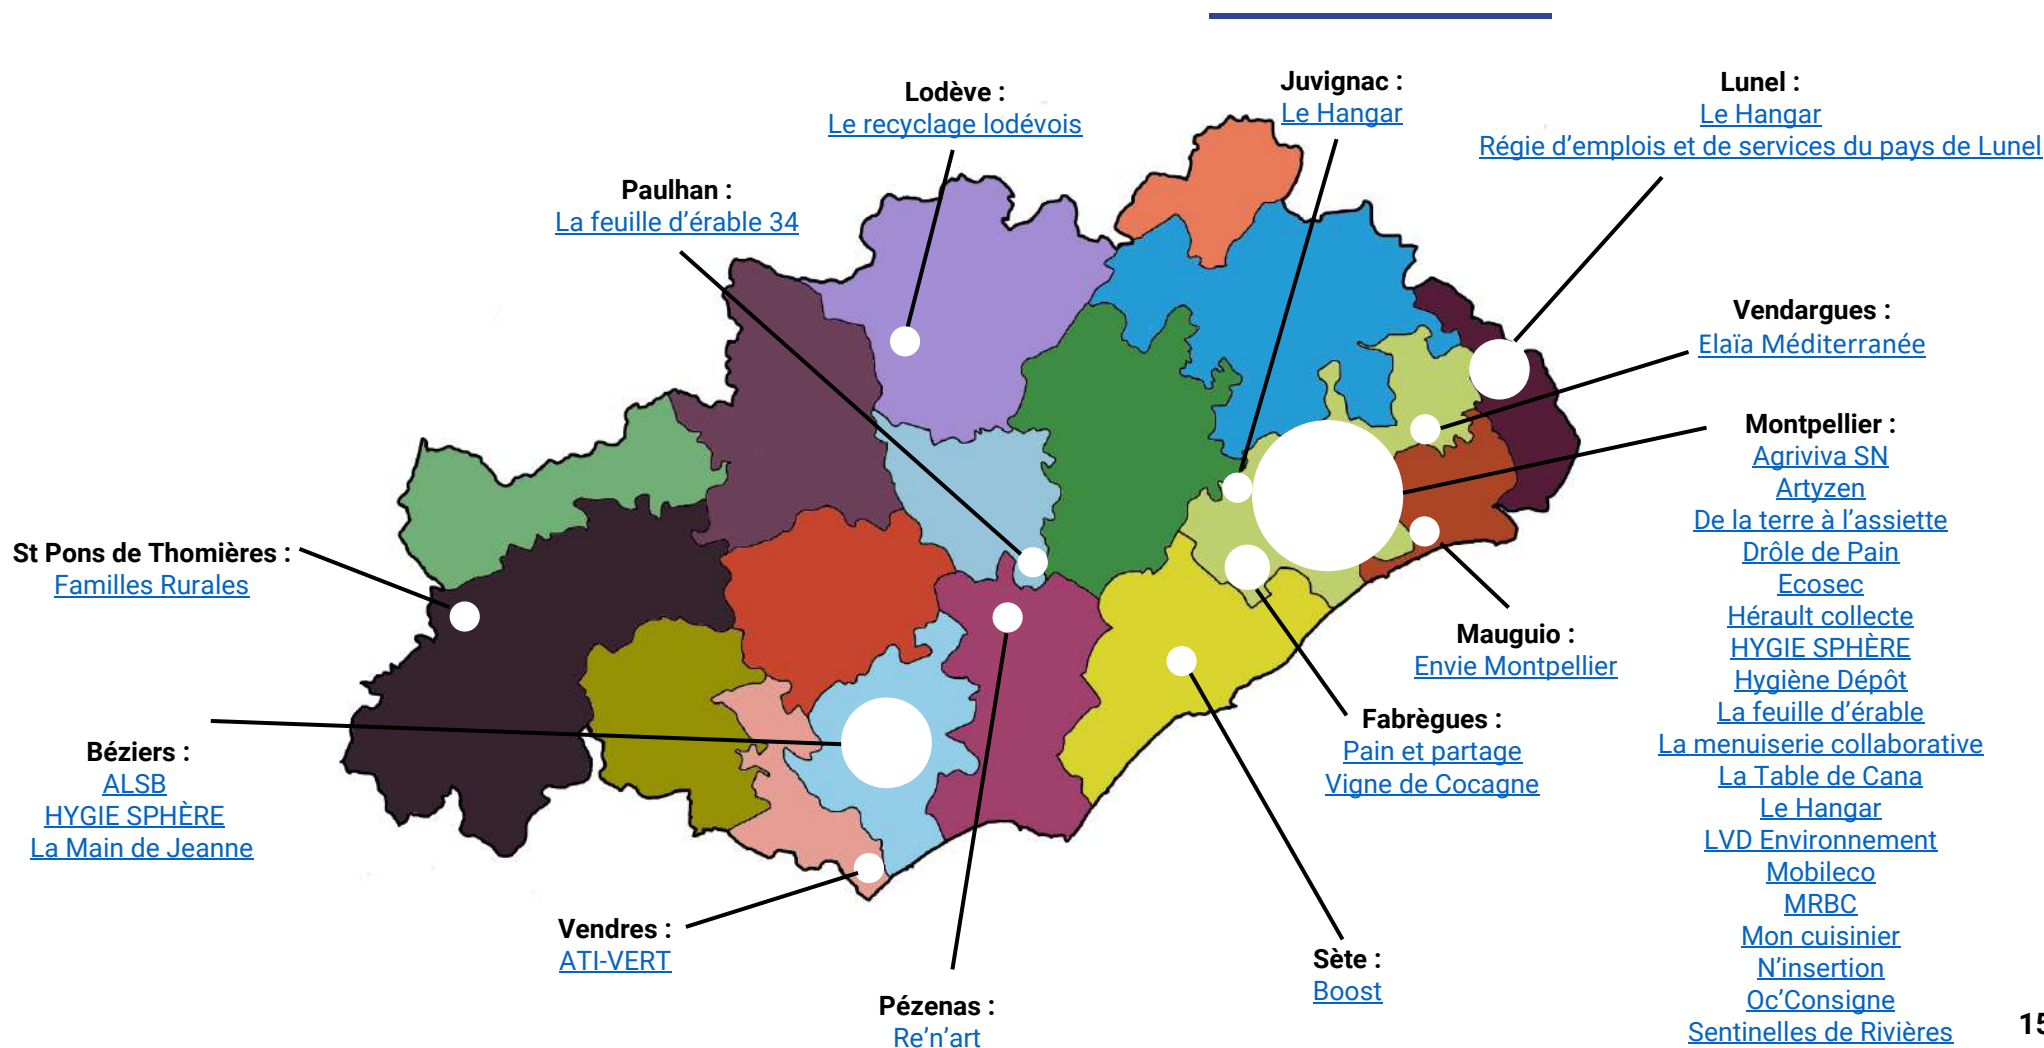 Lodève :
Le recyclage lodévois
Juvignac :
Le Hangar
Lunel :
Le Hangar
Régie d’emplois et de services du pays de Lunel
Paulhan :
La feuille d’érable 34
Vendargues :
Elaïa Méditerranée
Montpellier :
Agriviva SN
Artyzen
De la terre à l’assiette
Drôle de Pain
Ecosec
Hérault collecte
HYGIE SPHÈRE
Hygiène Dépôt
La feuille d’érable
La menuiserie collaborative
La Table de Cana
Le Hangar
LVD Environnement
Mobileco
MRBC
Mon cuisinier
N’insertion
Oc’Consigne
Sentinelles de Rivières
St Pons de Thomières :
Familles Rurales
Mauguio :
Envie Montpellier
Fabrègues :
Pain et partage
Vigne de Cocagne
Béziers :
ALSB
HYGIE SPHÈRE
La Main de Jeanne
Vendres :
ATI-VERT
Sète :
Boost
Pézenas :
Re’n’art
15